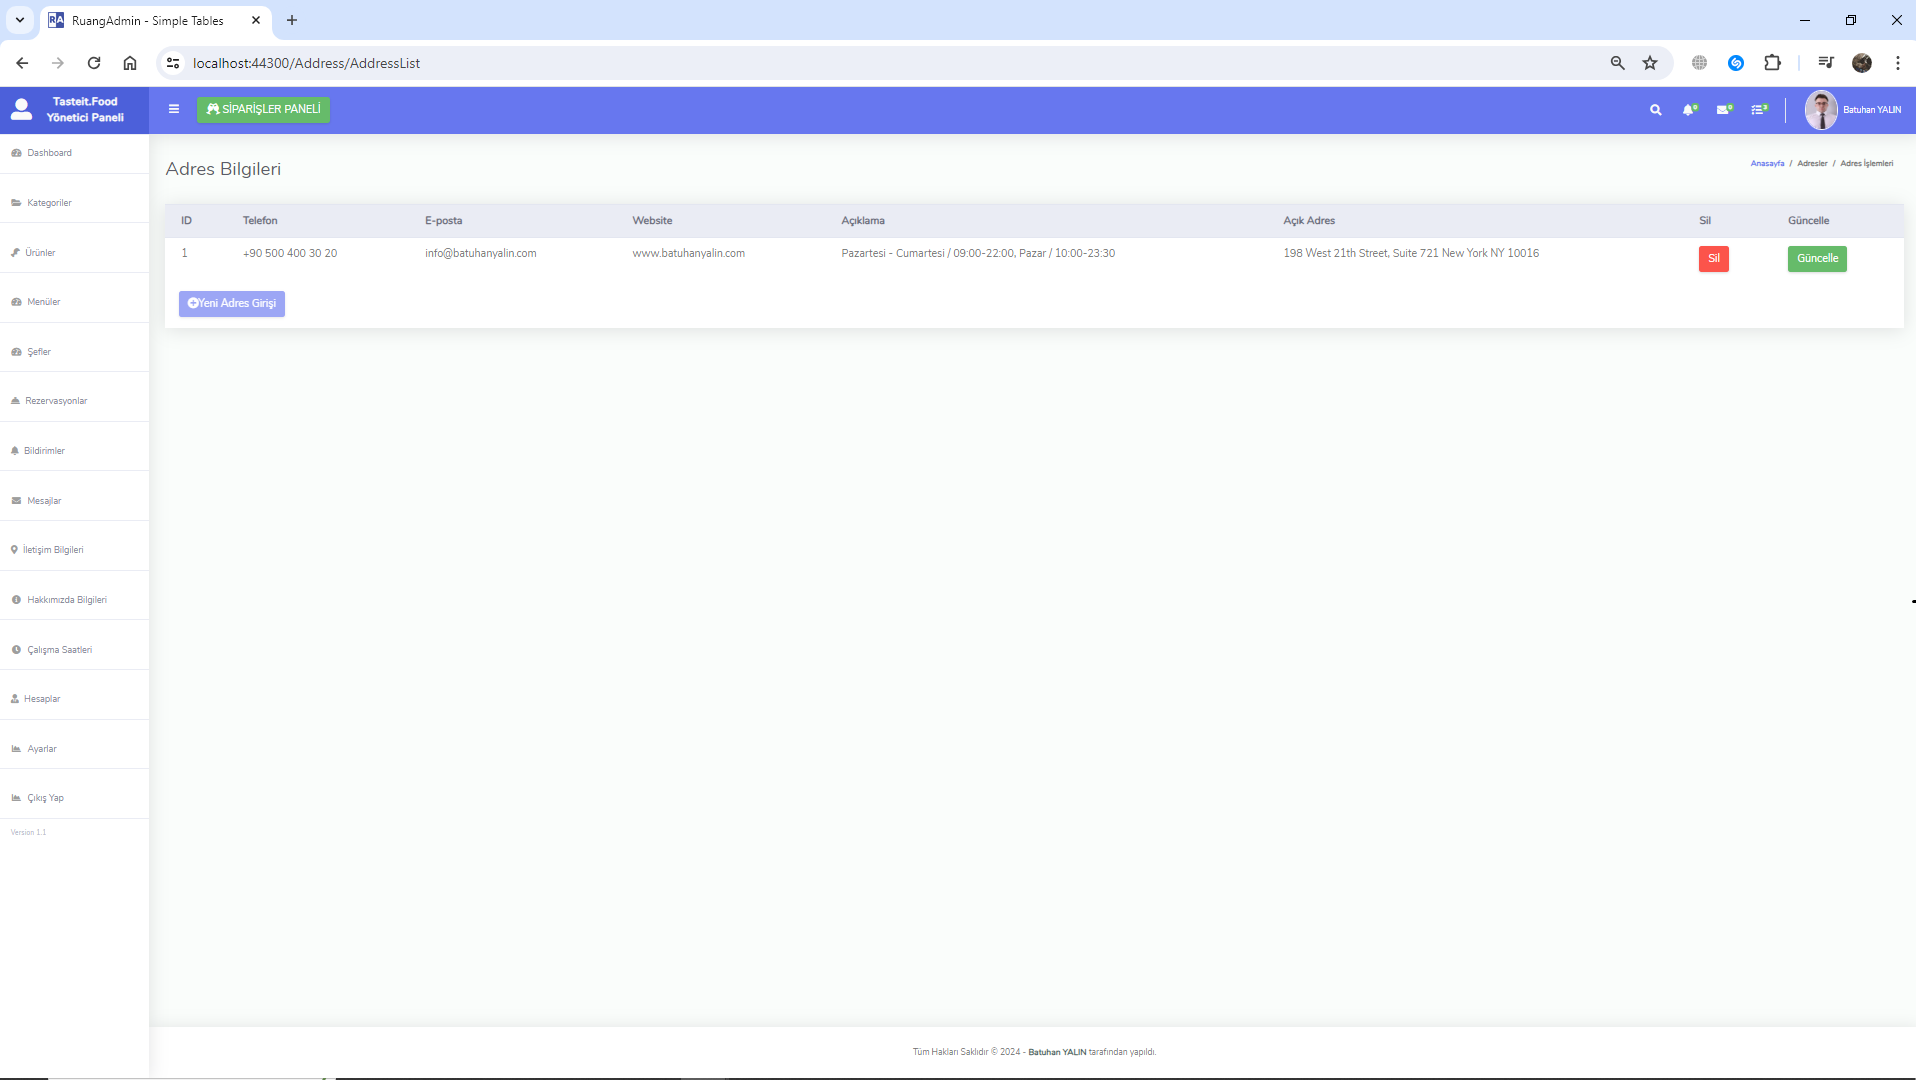 RA RuangAdmin - Simple Tables
localhost:44300/Address/AddressList
Tasteit.Food
Yönetici Paneli
SİPARİŞLER PANELİ
Batuhan YALIN
Dashboard
Kategoriler
Ürünler
Menüler
Şefler
Rezervasyonlar
Bildirimler
Mesajlar
İletişim Bilgileri
Hakkımızda Bilgileri
Çalışma Saatleri
Hesaplar
Ayarlar
Çıkış Yap
Version 1.1
Adres Bilgileri
Anasayfa / Adresler / Adres İşlemleri
ID Telefon E-posta Website Açıklama Açık Adres Sil Güncelle
1 +90 500 400 30 20 info@batuhanyalin.com www.batuhanyalin.com Pazartesi - Cumartesi / 09:00-22:00, Pazar / 10:00-23:30 198 West 21th Street, Suite 721 New York NY 10016 Sil Güncelle
Yeni Adres Girişi
Tüm Hakları Saklıdır © 2024 - Batuhan YALIN tarafından yapıldı.